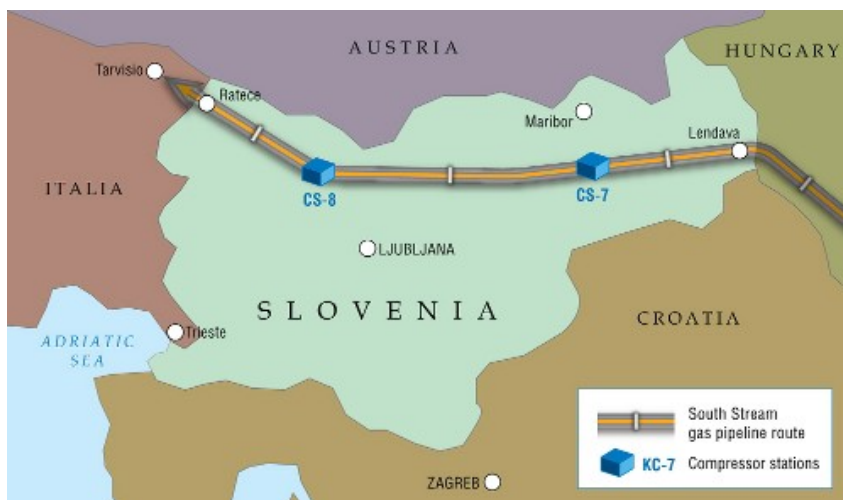 AUSTRIA
HUNGARY
Tarvisio
Ratece
Maribor
Lendava
ITALIA
CS-8
CS-7
LJUBLJANA
SLOVENIA
CROATIA
Trieste
ADRIATIC
SEA
South Stream
gas pipeline route
KC-7 Compressor stations
ZAGREB